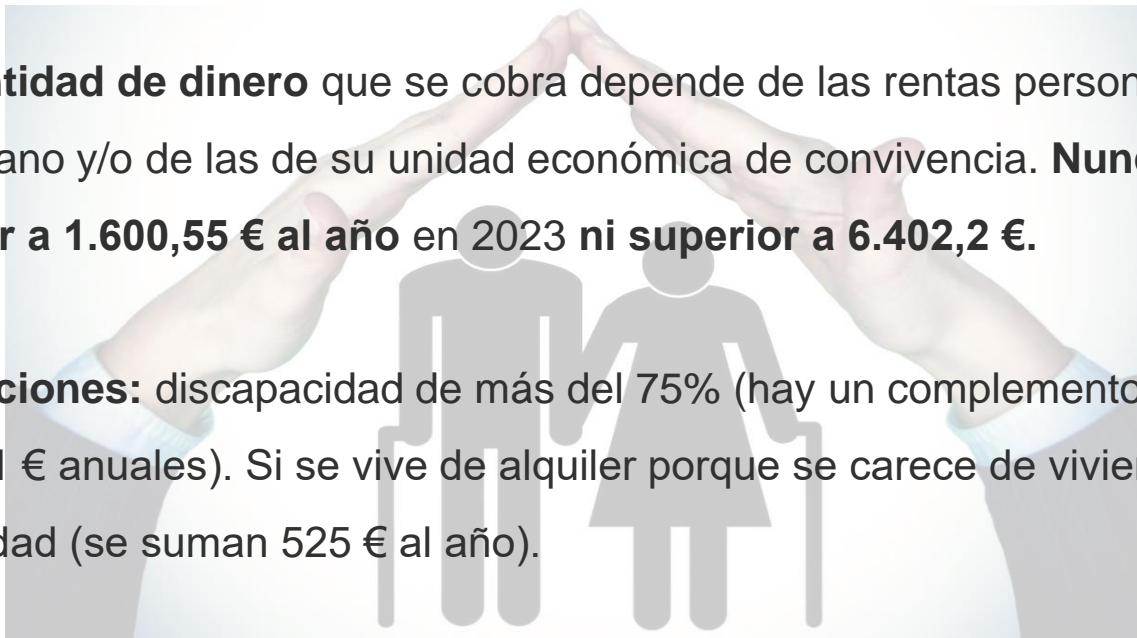 tidad de dinero que se cobra depende de las rentas person
ano y/o de las de su unidad económica de convivencia. Nun
r a 1.600,55 € al año en 2023 ni superior a 6.402,2 €.
ciones: discapacidad de más del 75% (hay un complemento
€ anuales). Si se vive de alquiler porque se carece de vivie
dad (se suman 525 € al año).